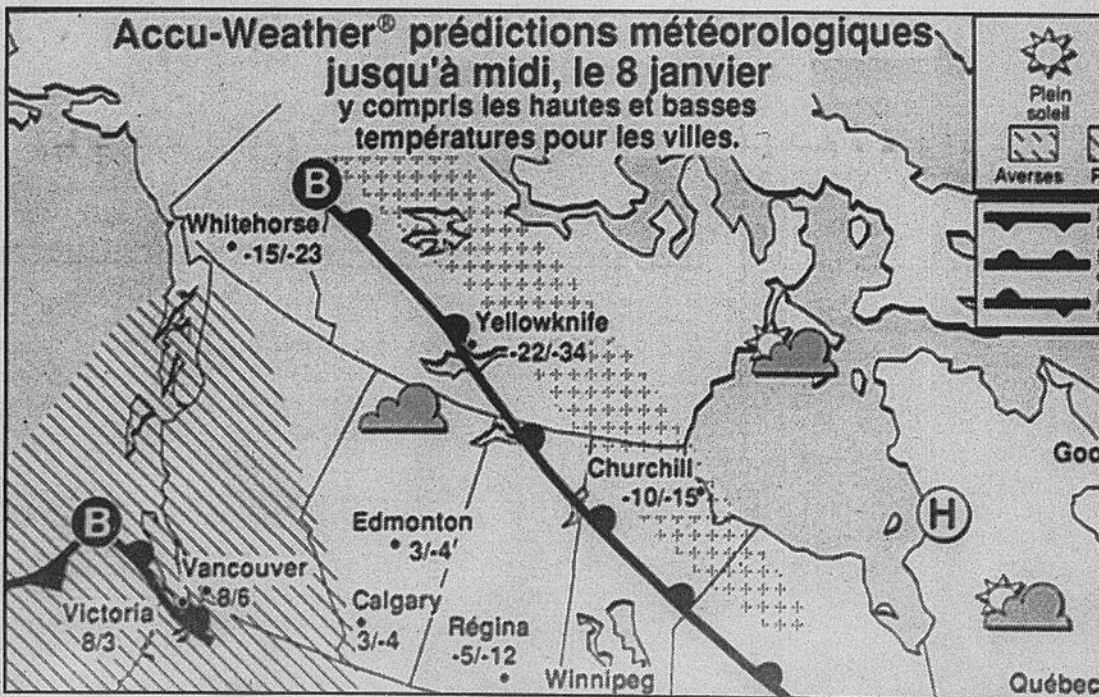 Accu-Weather® prédictions météorologiques
jusqu'à midi, le 8 janvier
y compris les hautes et basses
températures pour les villes.
Plein
soleil
Averses
B
Whitehorse
-15/-23
Yellowknife
-22/-34
Churchill
-10/-15
H
B
Edmonton
3/-4
Vancouver
8/6
Victoria
8/3
Calgary
3/-4
Régina
-5/-12
Winnipeg
Québec